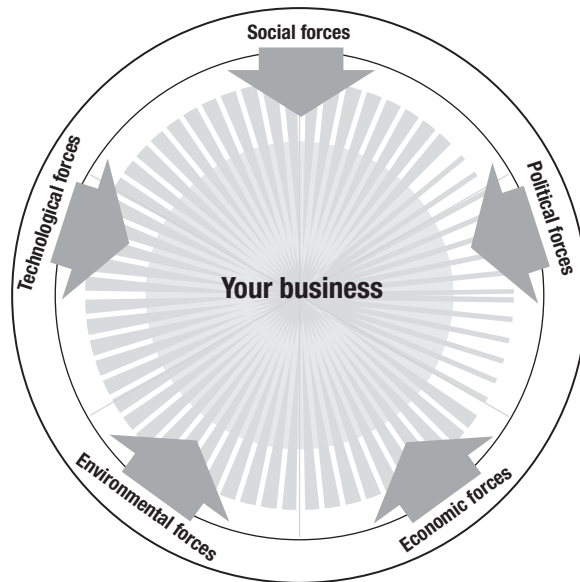 Social forces
Technological forces
Political forces
Your business
Environmental forces
Economic forces